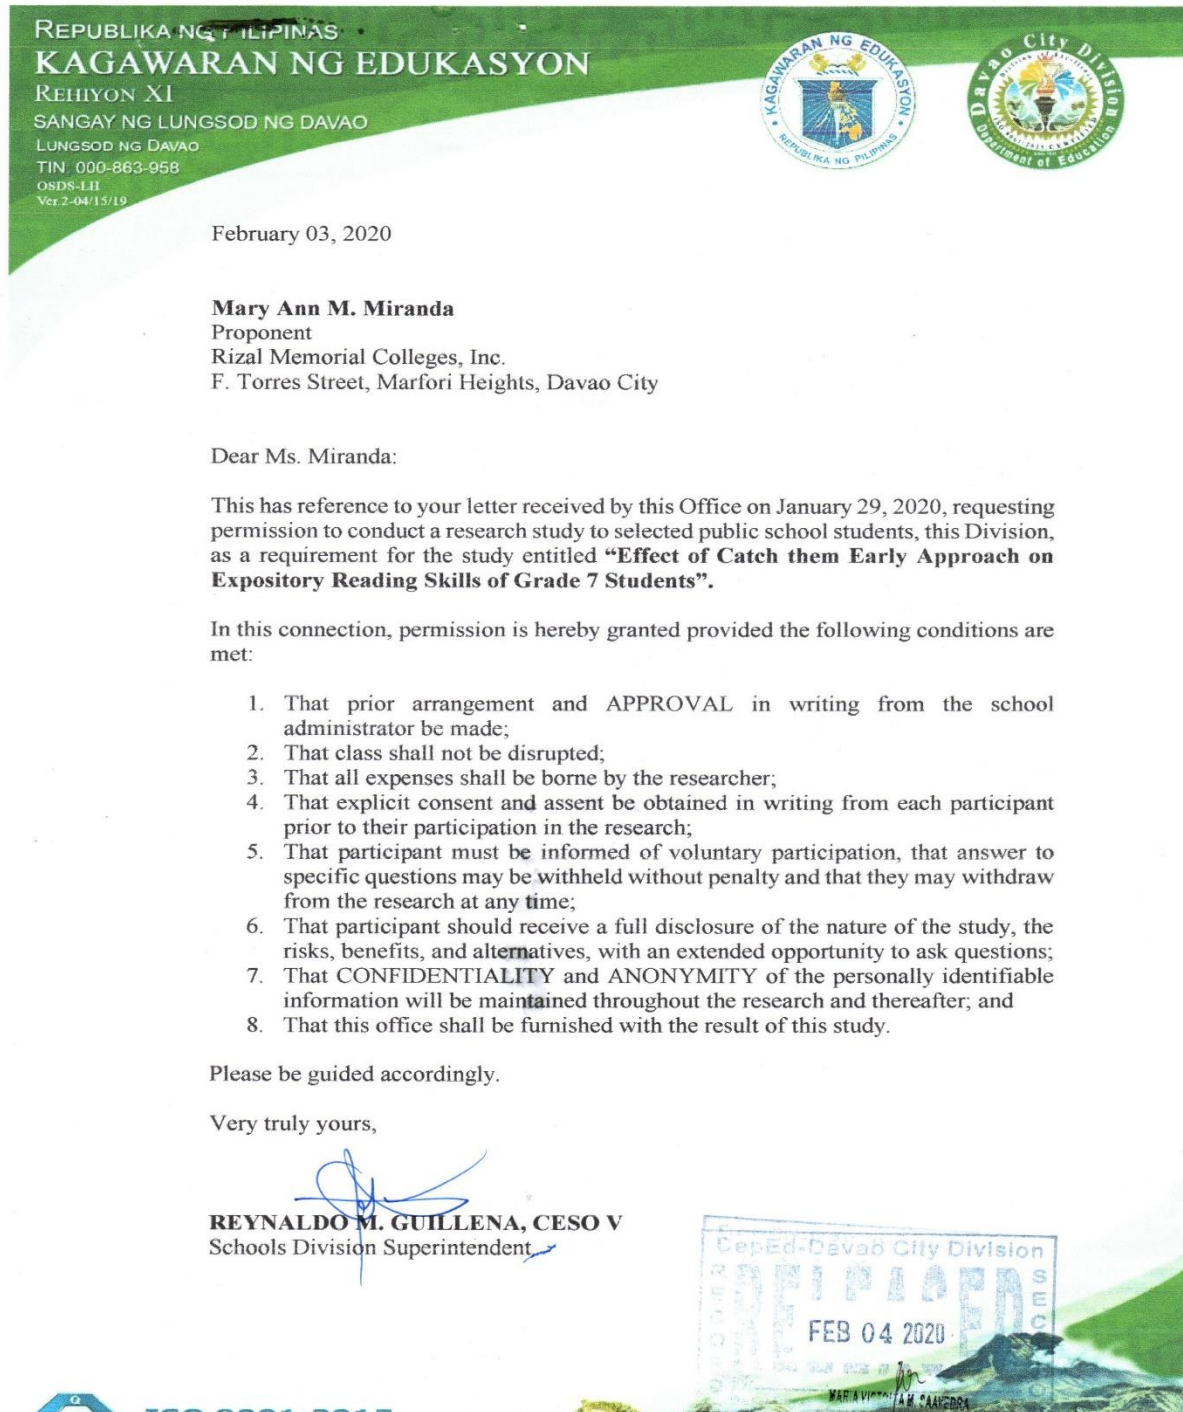 REPUBLIKA NG PILIPINAS
KAGAWARAN NG EDUKASYON
REHIYON XI
SANGAY NG LUNGSOD NG DAVAO
LUNGSOD NG DAVAO
TIN: 000-863-958
OSDS-LH
Ver.2-04/15/19
KAGAWARAN NG EDUKASYON
REPUBLIKA NG PILIPINAS
Davao City Division
Department of Education
February 03, 2020
Mary Ann M. Miranda
Proponent
Rizal Memorial Colleges, Inc.
F. Torres Street, Marfori Heights, Davao City
Dear Ms. Miranda:
This has reference to your letter received by this Office on January 29, 2020, requesting
permission to conduct a research study to selected public school students, this Division,
as a requirement for the study entitled “Effect of Catch them Early Approach on
Expository Reading Skills of Grade 7 Students”.
In this connection, permission is hereby granted provided the following conditions are
met:
1. That prior arrangement and APPROVAL in writing from the school
administrator be made;
2. That class shall not be disrupted;
3. That all expenses shall be borne by the researcher;
4. That explicit consent and assent be obtained in writing from each participant
prior to their participation in the research;
5. That participant must be informed of voluntary participation, that answer to
specific questions may be withheld without penalty and that they may withdraw
from the research at any time;
6. That participant should receive a full disclosure of the nature of the study, the
risks, benefits, and alternatives, with an extended opportunity to ask questions;
7. That CONFIDENTIALITY and ANONYMITY of the personally identifiable
information will be maintained throughout the research and thereafter; and
8. That this office shall be furnished with the result of this study.
Please be guided accordingly.
Very truly yours,
REYNALDO M. GUILLENA, CESO V
Schools Division Superintendent
DepEd-Davao City Division
RELEASED
FEB 04 2020